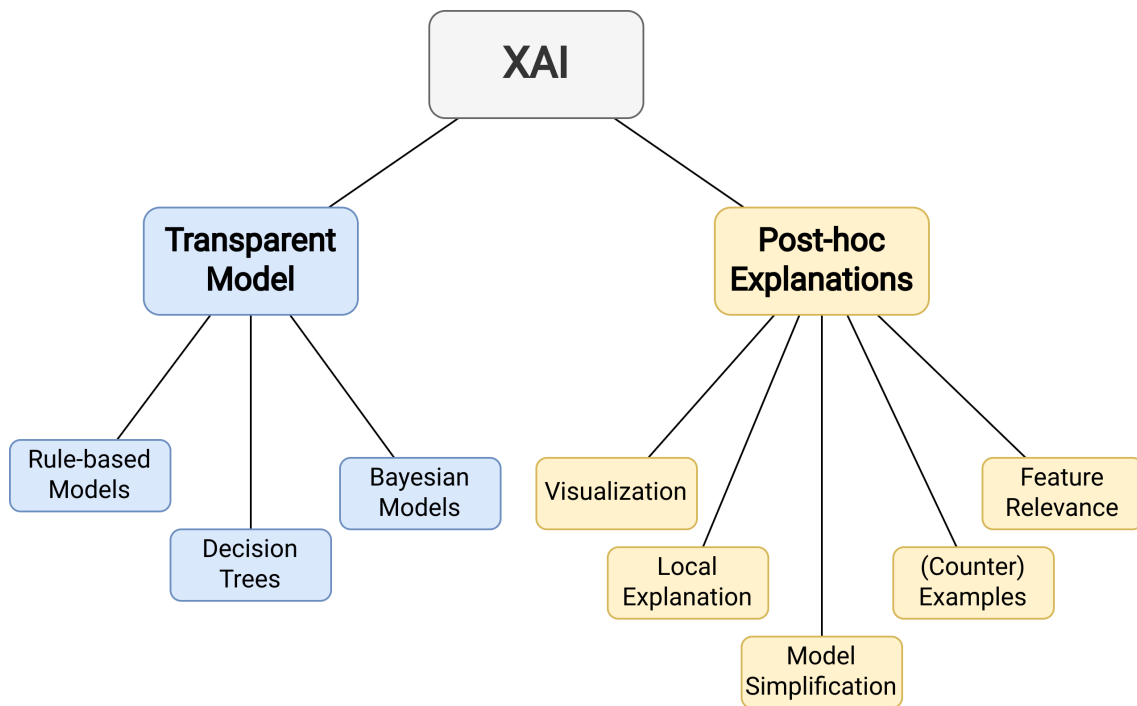 XAI
Transparent
Model
Post-hoc
Explanations
Rule-based
Models
Decision
Trees
Bayesian
Models
Visualization
Local
Explanation
Model
Simplification
(Counter)
Examples
Feature
Relevance